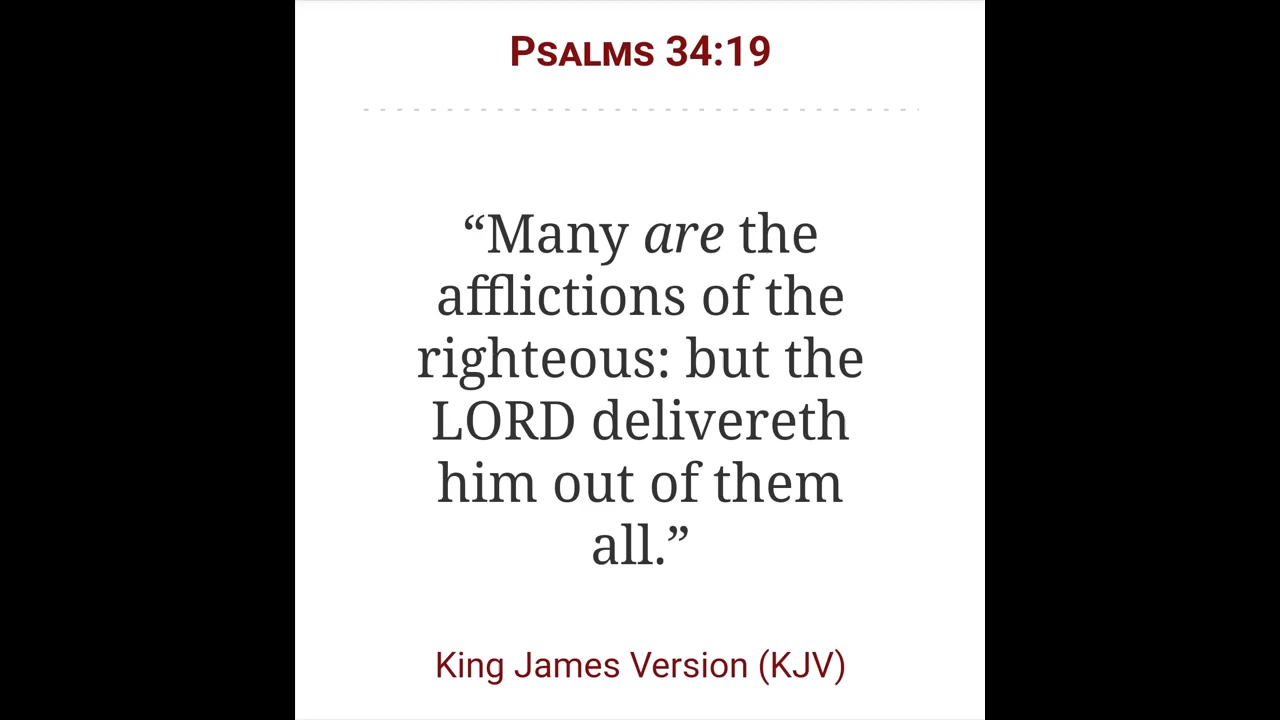 Psalms 34:19
“Many are the
afflictions of the
righteous: but the
LORD delivereth
him out of them
all.”
King James Version (KJV)